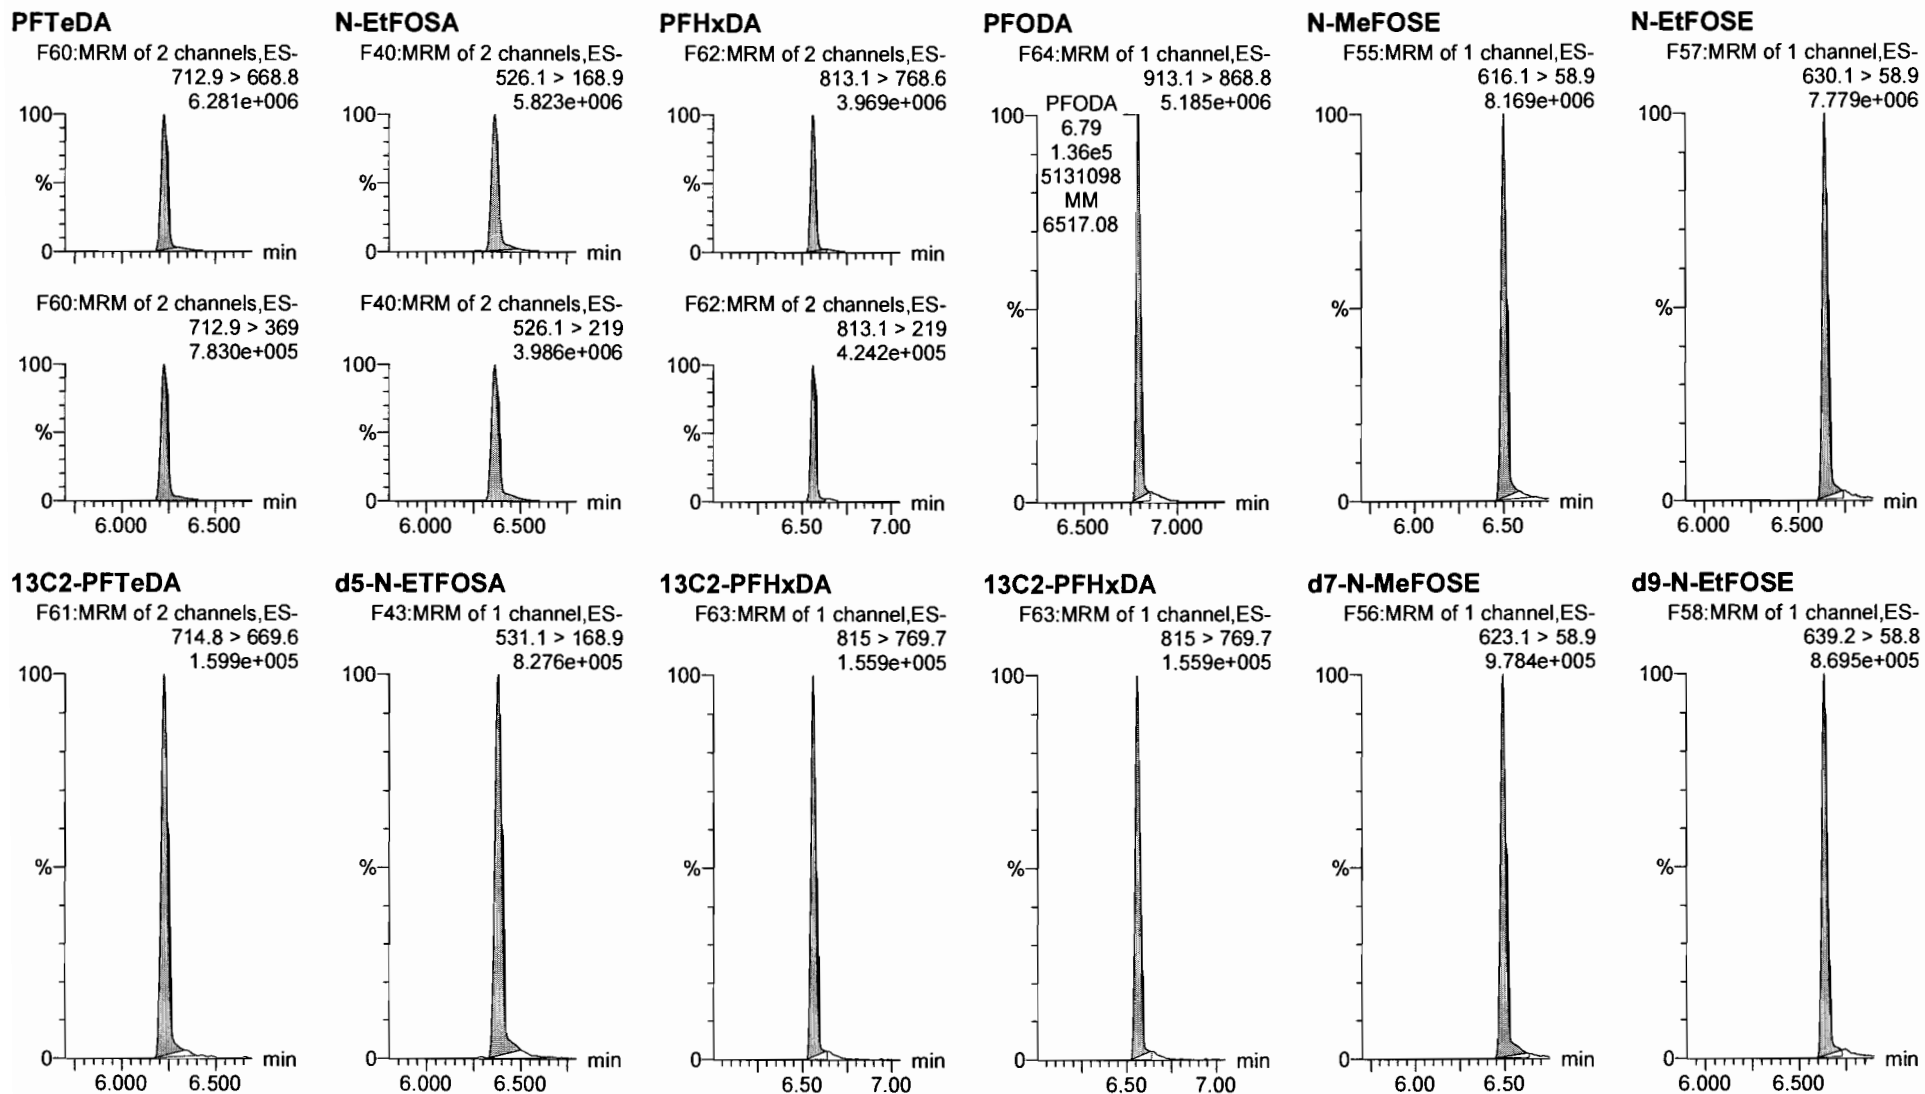 PFTeDA
F60:MRM of 2 channels,ES-
712.9 > 668.8
6.281e+006
100
%
0
min
F60:MRM of 2 channels,ES-
712.9 > 369
7.830e+005
100
%
0
min
6.000 6.500
N-EtFOSA
F40:MRM of 2 channels,ES-
526.1 > 168.9
5.823e+006
100
%
0
min
F40:MRM of 2 channels,ES-
526.1 > 219
3.986e+006
100
%
0
min
6.000 6.500
PFHxDA
F62:MRM of 2 channels,ES-
813.1 > 768.6
3.969e+006
100
%
0
min
F62:MRM of 2 channels,ES-
813.1 > 219
4.242e+005
100
%
0
min
6.50 7.00
PFODA
F64:MRM of 1 channel,ES-
913.1 > 868.8
5.185e+006
PFODA
6.79
1.36e5
5131098
MM
6517.08
100
%
0
min
6.500 7.000
N-MeFOSE
F55:MRM of 1 channel,ES-
616.1 > 58.9
8.169e+006
100
%
0
min
6.00 6.50
N-EtFOSE
F57:MRM of 1 channel,ES-
630.1 > 58.9
7.779e+006
100
%
0
min
6.000 6.500
13C2-PFTeDA
F61:MRM of 2 channels,ES-
714.8 > 669.6
1.599e+005
100
%
0
min
6.000 6.500
d5-N-ETFOSA
F43:MRM of 1 channel,ES-
531.1 > 168.9
8.276e+005
100
%
0
min
6.000 6.500
13C2-PFHxDA
F63:MRM of 1 channel,ES-
815 > 769.7
1.559e+005
100
%
0
min
6.50 7.00
13C2-PFHxDA
F63:MRM of 1 channel,ES-
815 > 769.7
1.559e+005
100
%
0
min
6.50 7.00
d7-N-MeFOSE
F56:MRM of 1 channel,ES-
623.1 > 58.9
9.784e+005
100
%
0
min
6.00 6.50
d9-N-EtFOSE
F58:MRM of 1 channel,ES-
639.2 > 58.8
8.695e+005
100
%
0
min
6.000 6.500